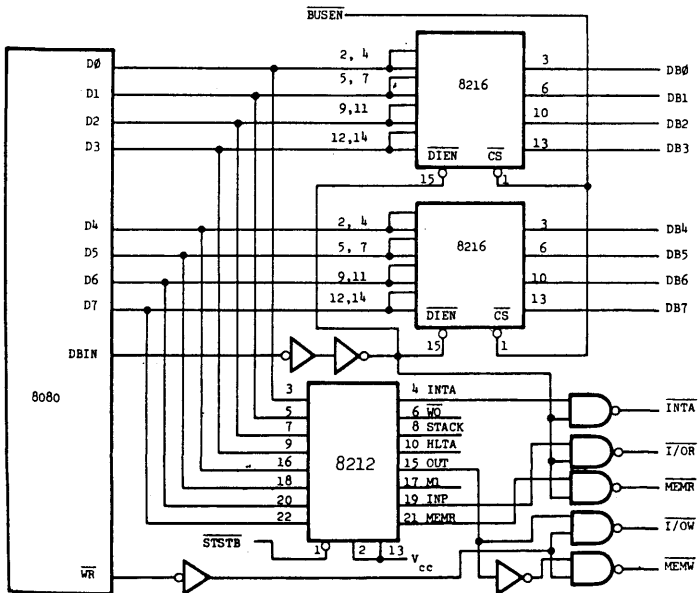 BUSEN
DØ 2, 4 3 DBØ
D1 5, 7 8216 6 DB1
D2 9,11 10 DB2
D3 12,14 13 DB3
DIEN CS
15 1
D4 2, 4 3 DB4
D5 5, 7 8216 6 DB5
D6 9,11 10 DB6
D7 12,14 13 DB7
DIEN CS
DBIN 15 1
8080
8212
3 4 INTA INTA
5 6 WO
7 8 STACK
9 10 HLTA I/OR
16 15 OUT
18 17 M1 MEMR
20 19 INP
22 21 MEMR I/OW
STSTB 1 2 13 Vcc
WR MEMW